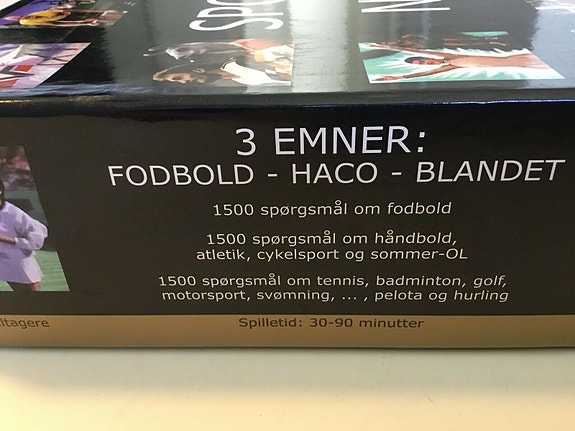 3 EMNER:
FODBOLD - HACO - BLANDET
1500 spørgsmål om fodbold
1500 spørgsmål om håndbold,
atletik, cykelsport og sommer-OL
1500 spørgsmål om tennis, badminton, golf,
motorsport, svømning, ... , pelota og hurling
Spilletid: 30-90 minutter